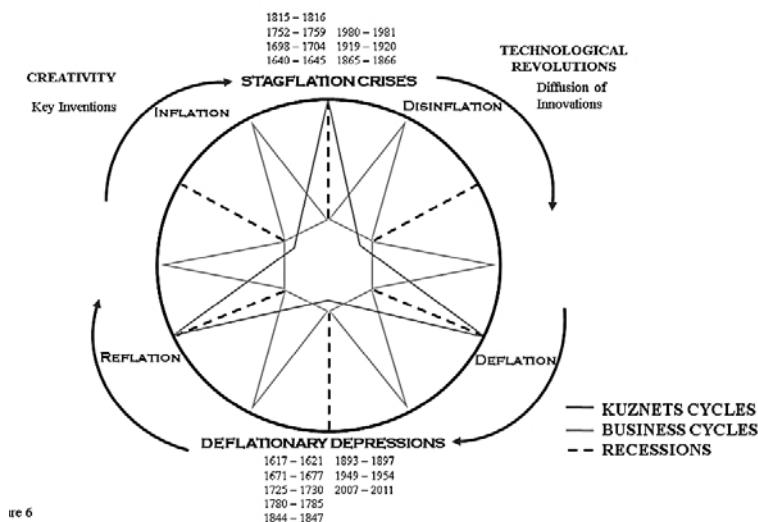 1815 – 1816
1752 – 1759 1980 – 1981
1698 – 1704 1919 – 1920
1640 – 1645 1865 – 1866
STAGFLATION CRISES
CREATIVITY
Key Inventions
TECHNOLOGICAL
REVOLUTIONS
Diffusion of
Innovations
INFLATION
DISINFLATION
REFLATION
DEFLATION
DEFLATIONARY DEPRESSIONS
1617 – 1621 1893 – 1897
1671 – 1677 1949 – 1954
1725 – 1730 2007 – 2011
1780 – 1785
1844 – 1847
KUZNETS CYCLES
BUSINESS CYCLES
RECESSIONS
ure 6